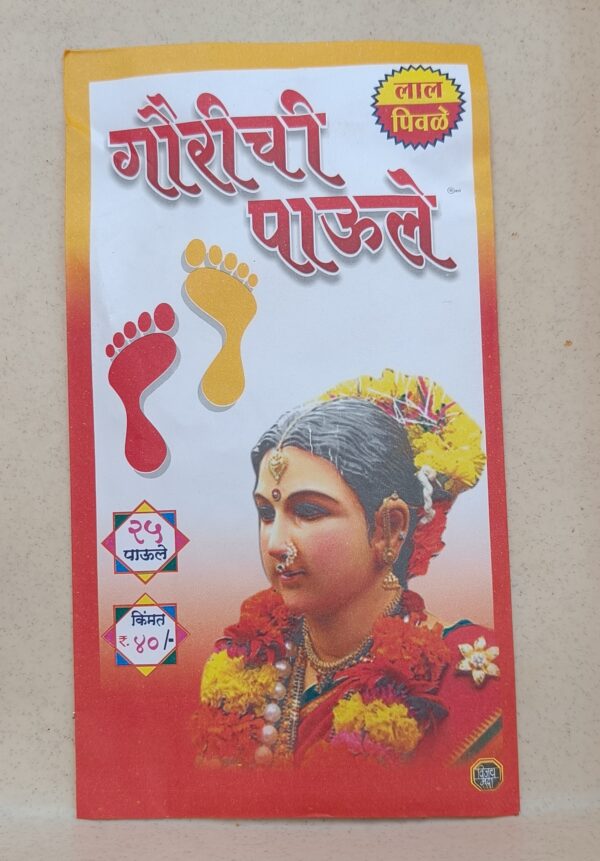 लाल
पिवळे
गौरीची
पाऊले
२५
पाऊले
किंमत
रु. ४०/-